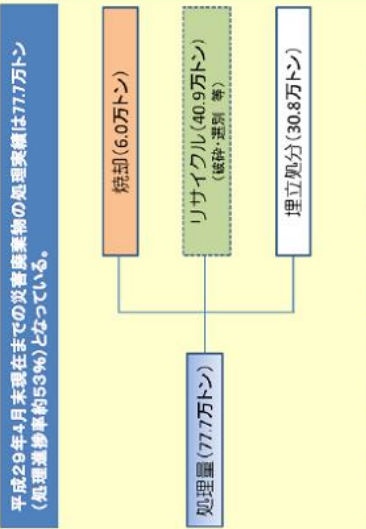 平成29年4月末現在までの災害廃棄物の処理実績は77.7万トン
(処理進捗率約53%)となっている。
処理量(77.7万トン)
焼却(6.0万トン)
リサイクル(40.9万トン)
(破砕・選別 等)
埋立処分(30.8万トン)